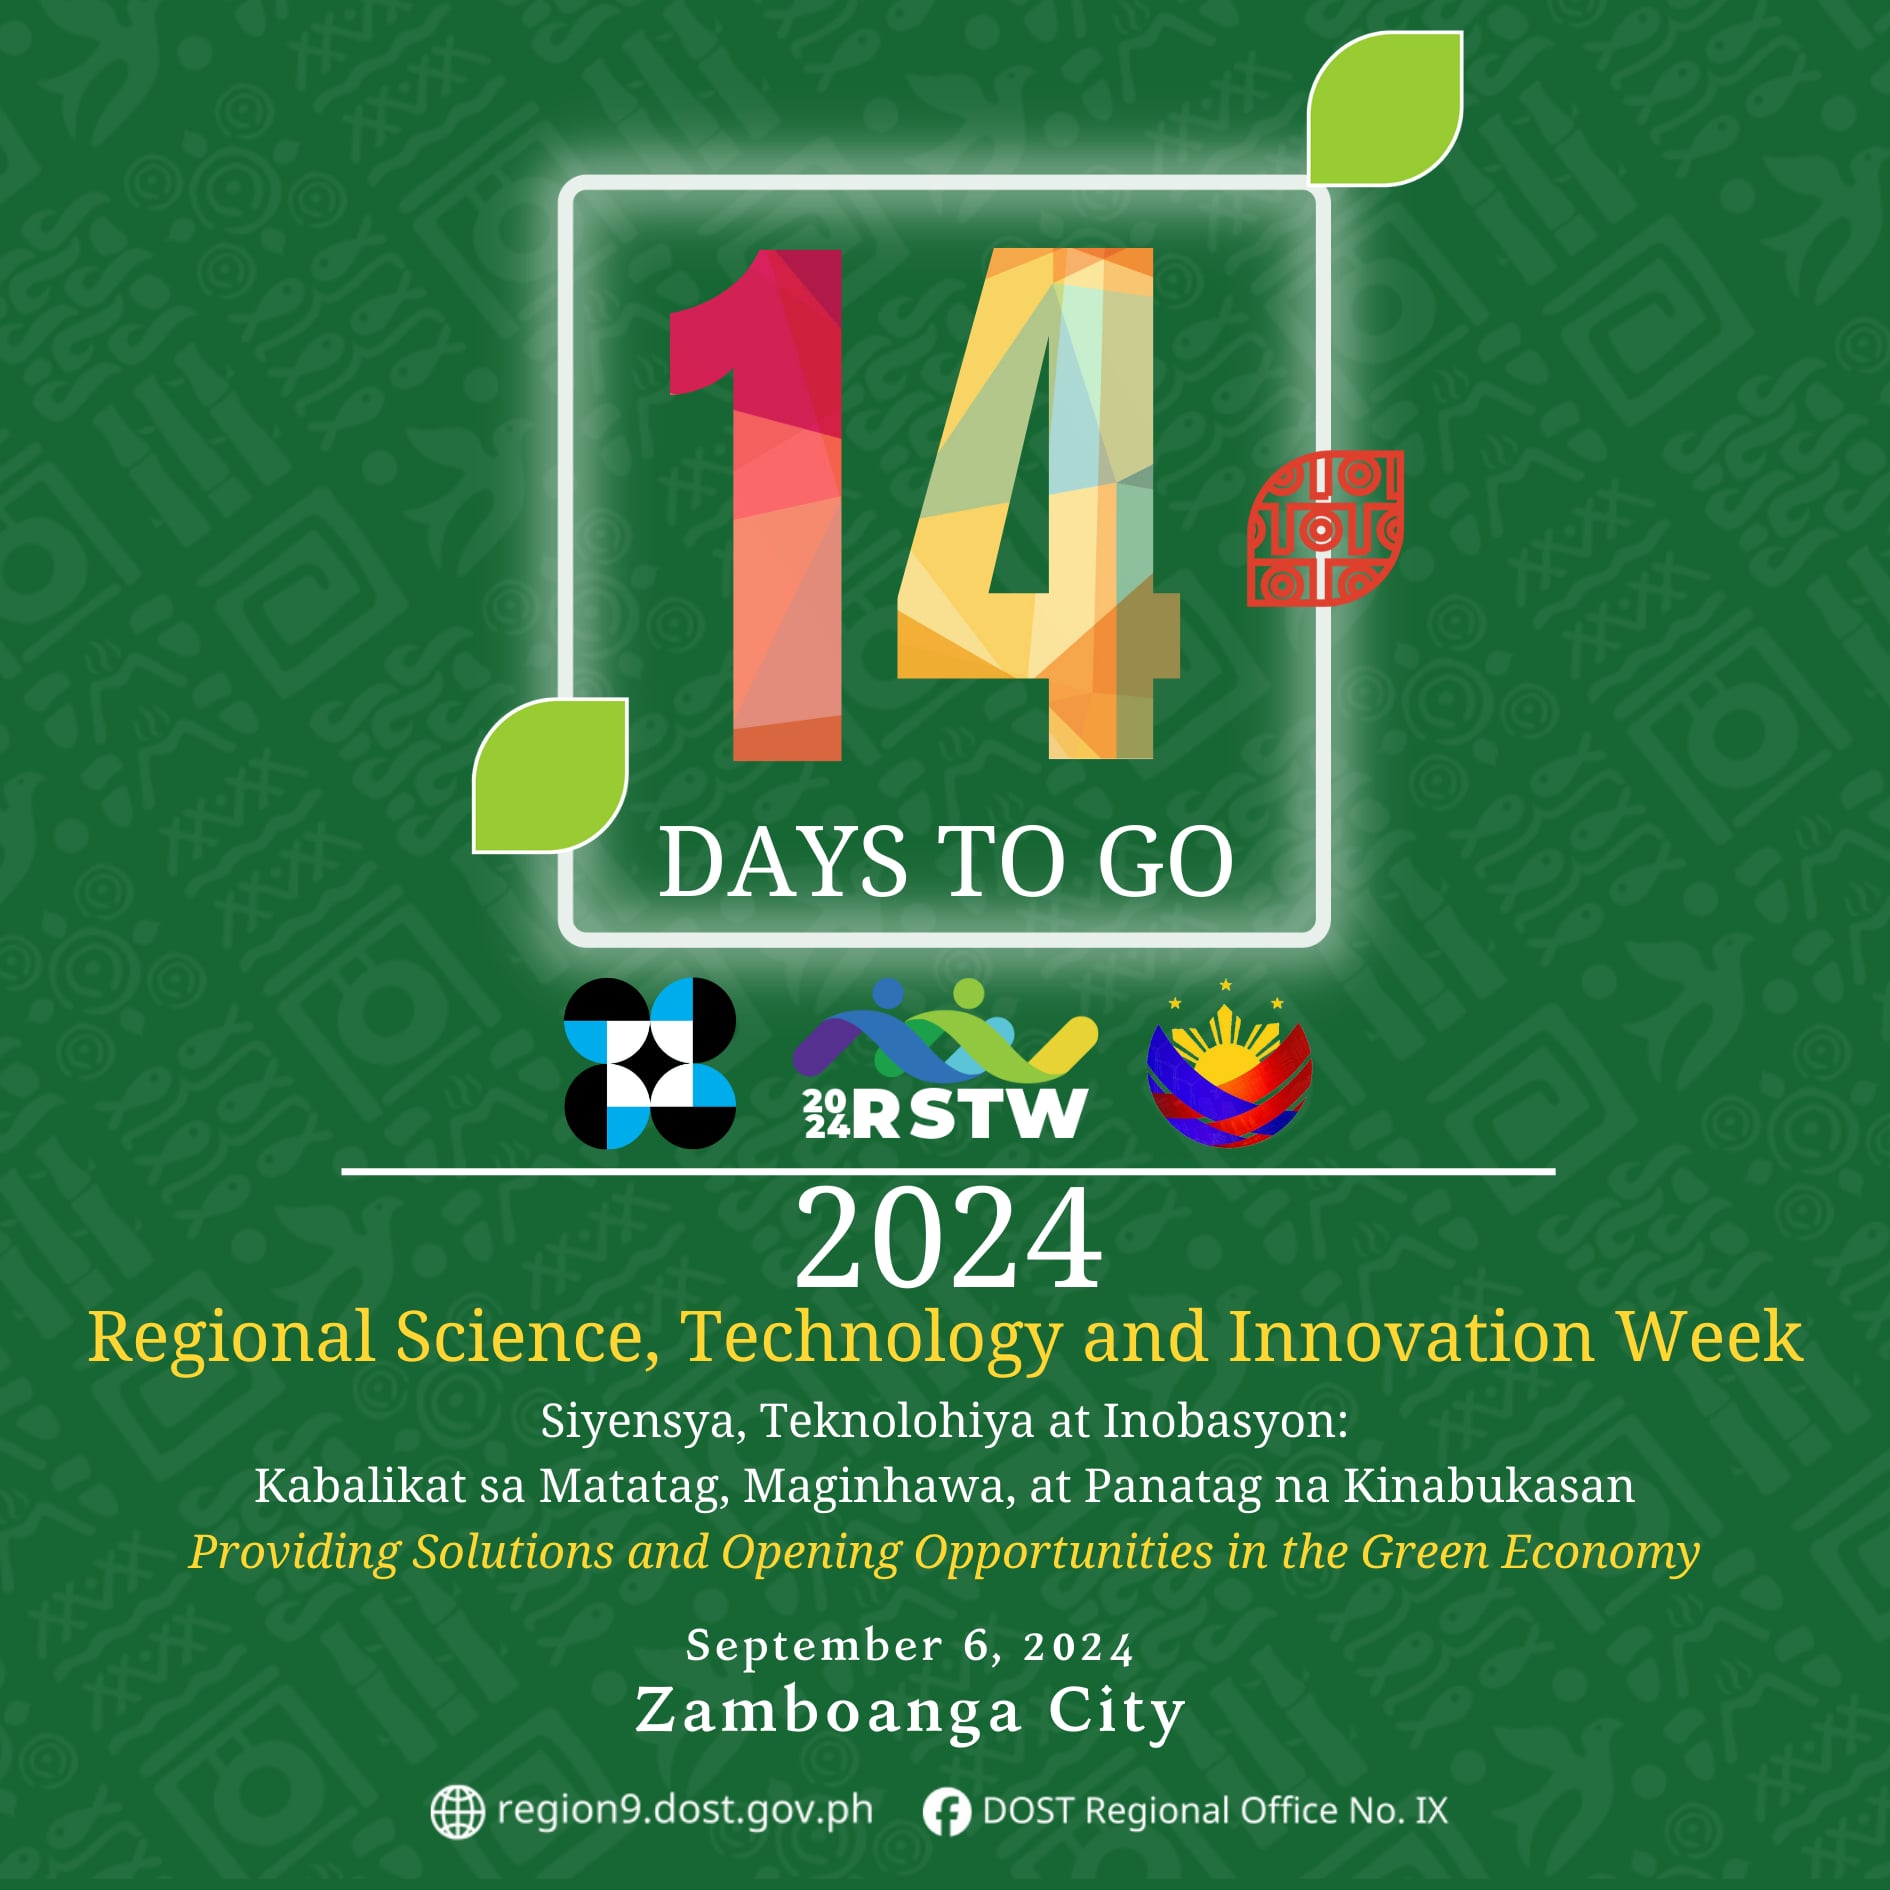 14
DAYS TO GO
2024 RSTW
2024
Regional Science, Technology and Innovation Week
Siyensya, Teknolohiya at Inobasyon:
Kabalikat sa Matatag, Maginhawa, at Panatag na Kinabukasan
Providing Solutions and Opening Opportunities in the Green Economy
September 6, 2024
Zamboanga City
region9.dost.gov.ph DOST Regional Office No. IX